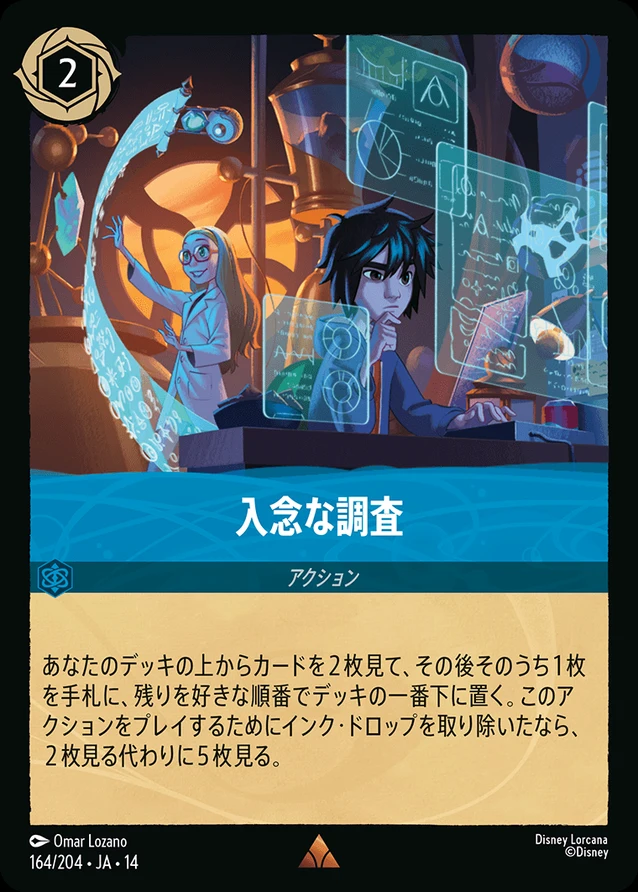 2
入念な調査
アクション
あなたのデッキの上からカードを2枚見て、その後そのうち1枚
を手札に、残りを好きな順番でデッキの一番下に置く。このア
クションをプレイするためにインク・ドロップを取り除いたなら、
2枚見る代わりに5枚見る。
Omar Lozano
Disney Lorcana
164/204 • JA • 14
©Disney